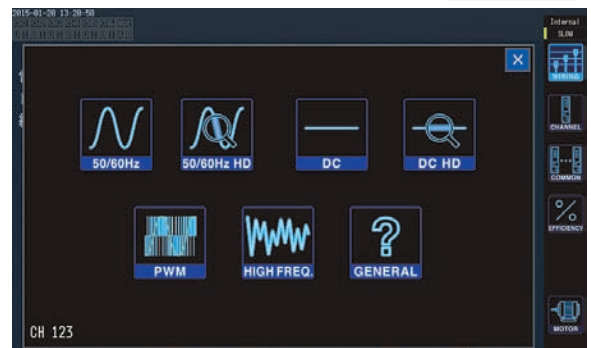 2015-01-20 13:20-50
Internal
SLOW
WIRING
50/60Hz
50/60Hz HD
DC
DC HD
CHANNEL
COMMON
PWM
HIGH FREQ.
GENERAL
EFFICIENCY
CH 123
MOTOR